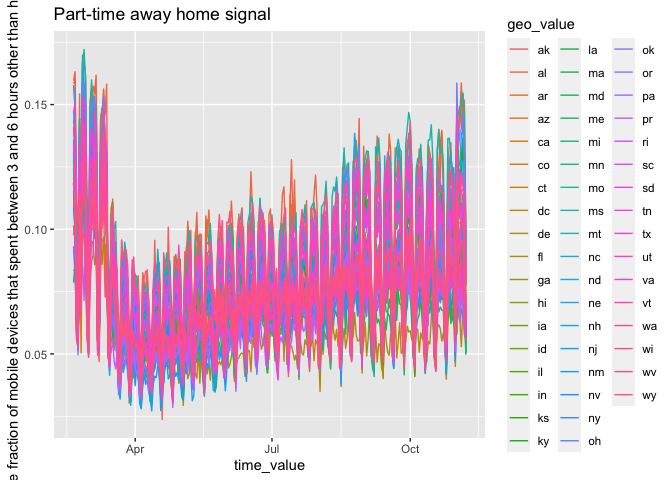 Part-time away home signal
e fraction of mobile devices that spent between 3 and 6 hours other than h
0.15
0.10
0.05
Apr
Jul
Oct
time_value
geo_value
ak
al
ar
az
ca
co
ct
dc
de
fl
ga
hi
ia
id
il
in
ks
ky
la
ma
md
me
mi
mn
mo
ms
mt
nc
nd
ne
nh
nj
nm
nv
ny
oh
ok
or
pa
pr
ri
sc
sd
tn
tx
ut
va
vt
wa
wi
wv
wy